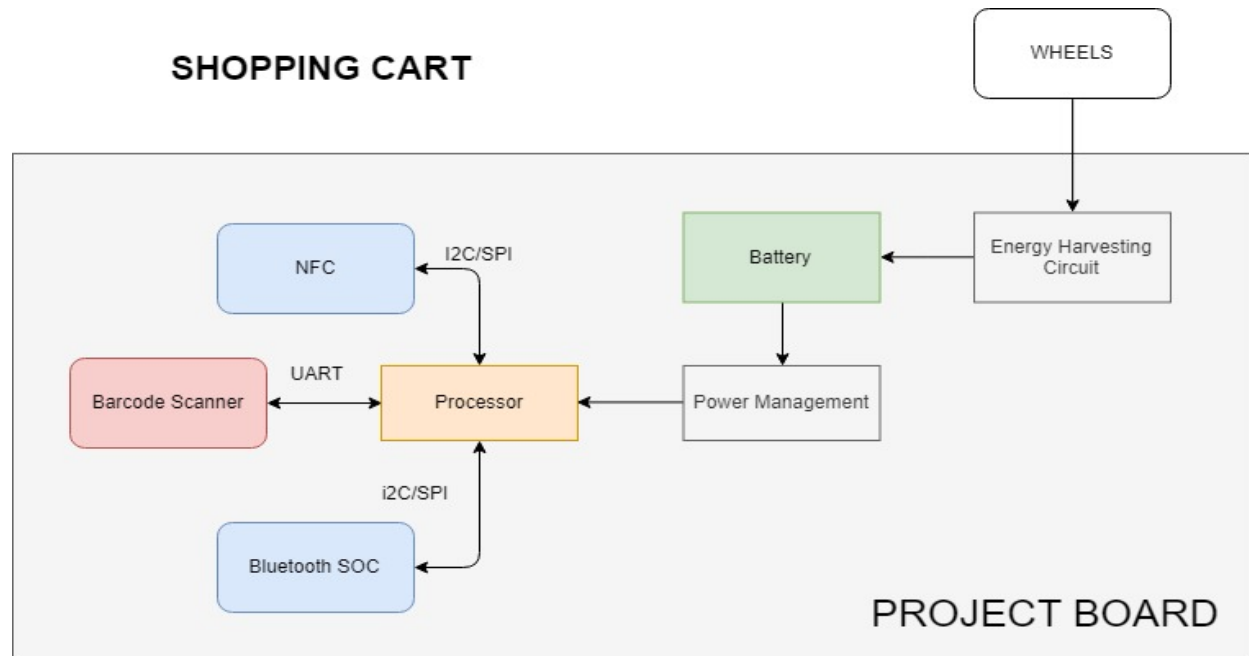 SHOPPING CART
WHEELS
NFC
I2C/SPI
Battery
Energy Harvesting
Circuit
Barcode Scanner
UART
Processor
Power Management
i2C/SPI
Bluetooth SOC
PROJECT BOARD